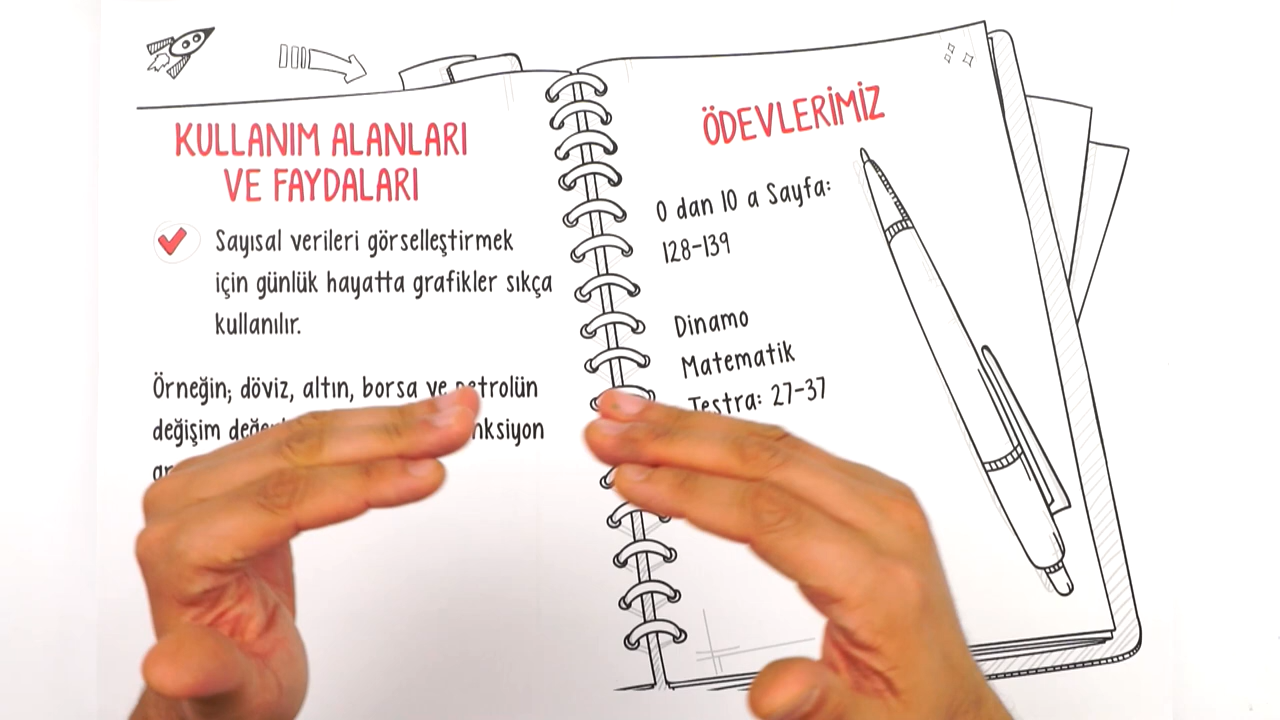 KULLANIM ALANLARI
VE FAYDALARI
Sayısal verileri görselleştirmek
için günlük hayatta grafikler sıkça
kullanılır.
Örneğin; döviz, altın, borsa ve petrolün
değişim
ÖDEVLERİMİZ
0 dan 10 a Sayfa:
128-139
Dinamo
Matematik
Testra: 27-37